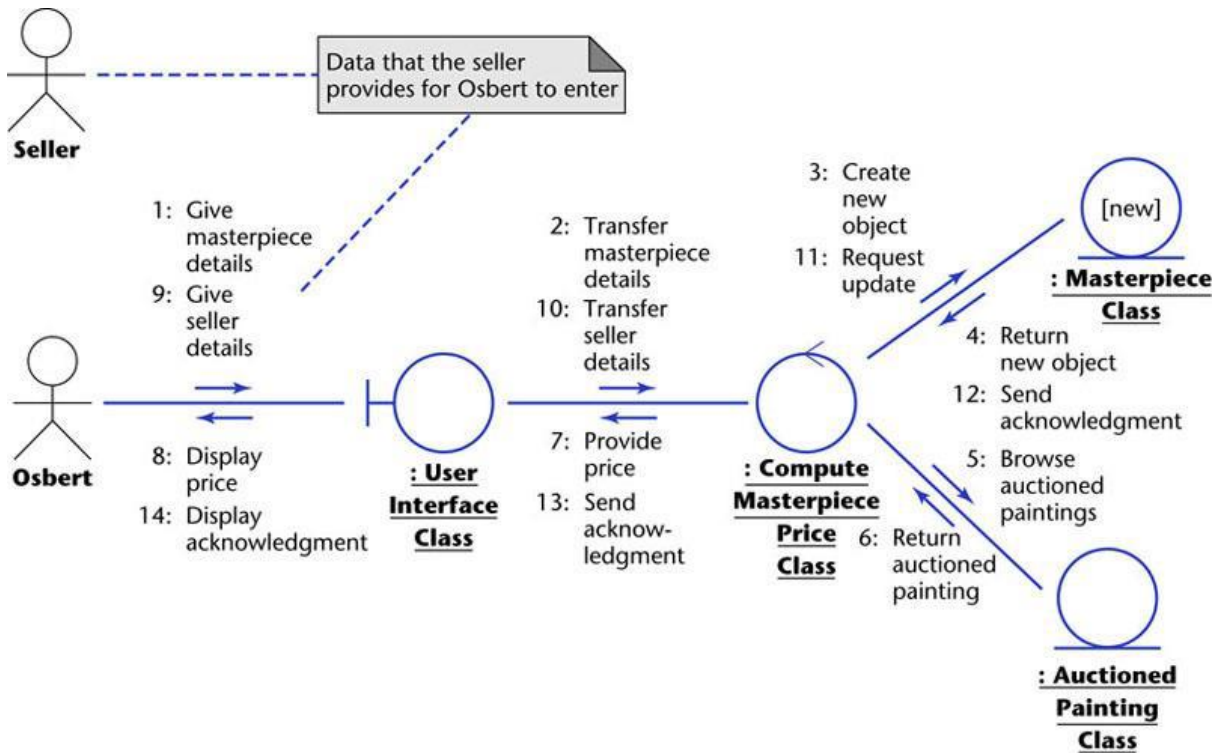 Data that the seller
provides for Osbert to enter
Seller
1: Give
masterpiece
details
9: Give
seller
details
2: Transfer
masterpiece
details
10: Transfer
seller
details
3: Create
new
object
11: Request
update
[new]
: Masterpiece
Class
4: Return
new object
12: Send
acknowledgment
Osbert
8: Display
price
14: Display
acknowledgment
: User
Interface
Class
7: Provide
price
13: Send
acknow-
ledgment
: Compute
Masterpiece
Price
Class
5: Browse
auctioned
paintings
6: Return
auctioned
painting
: Auctioned
Painting
Class